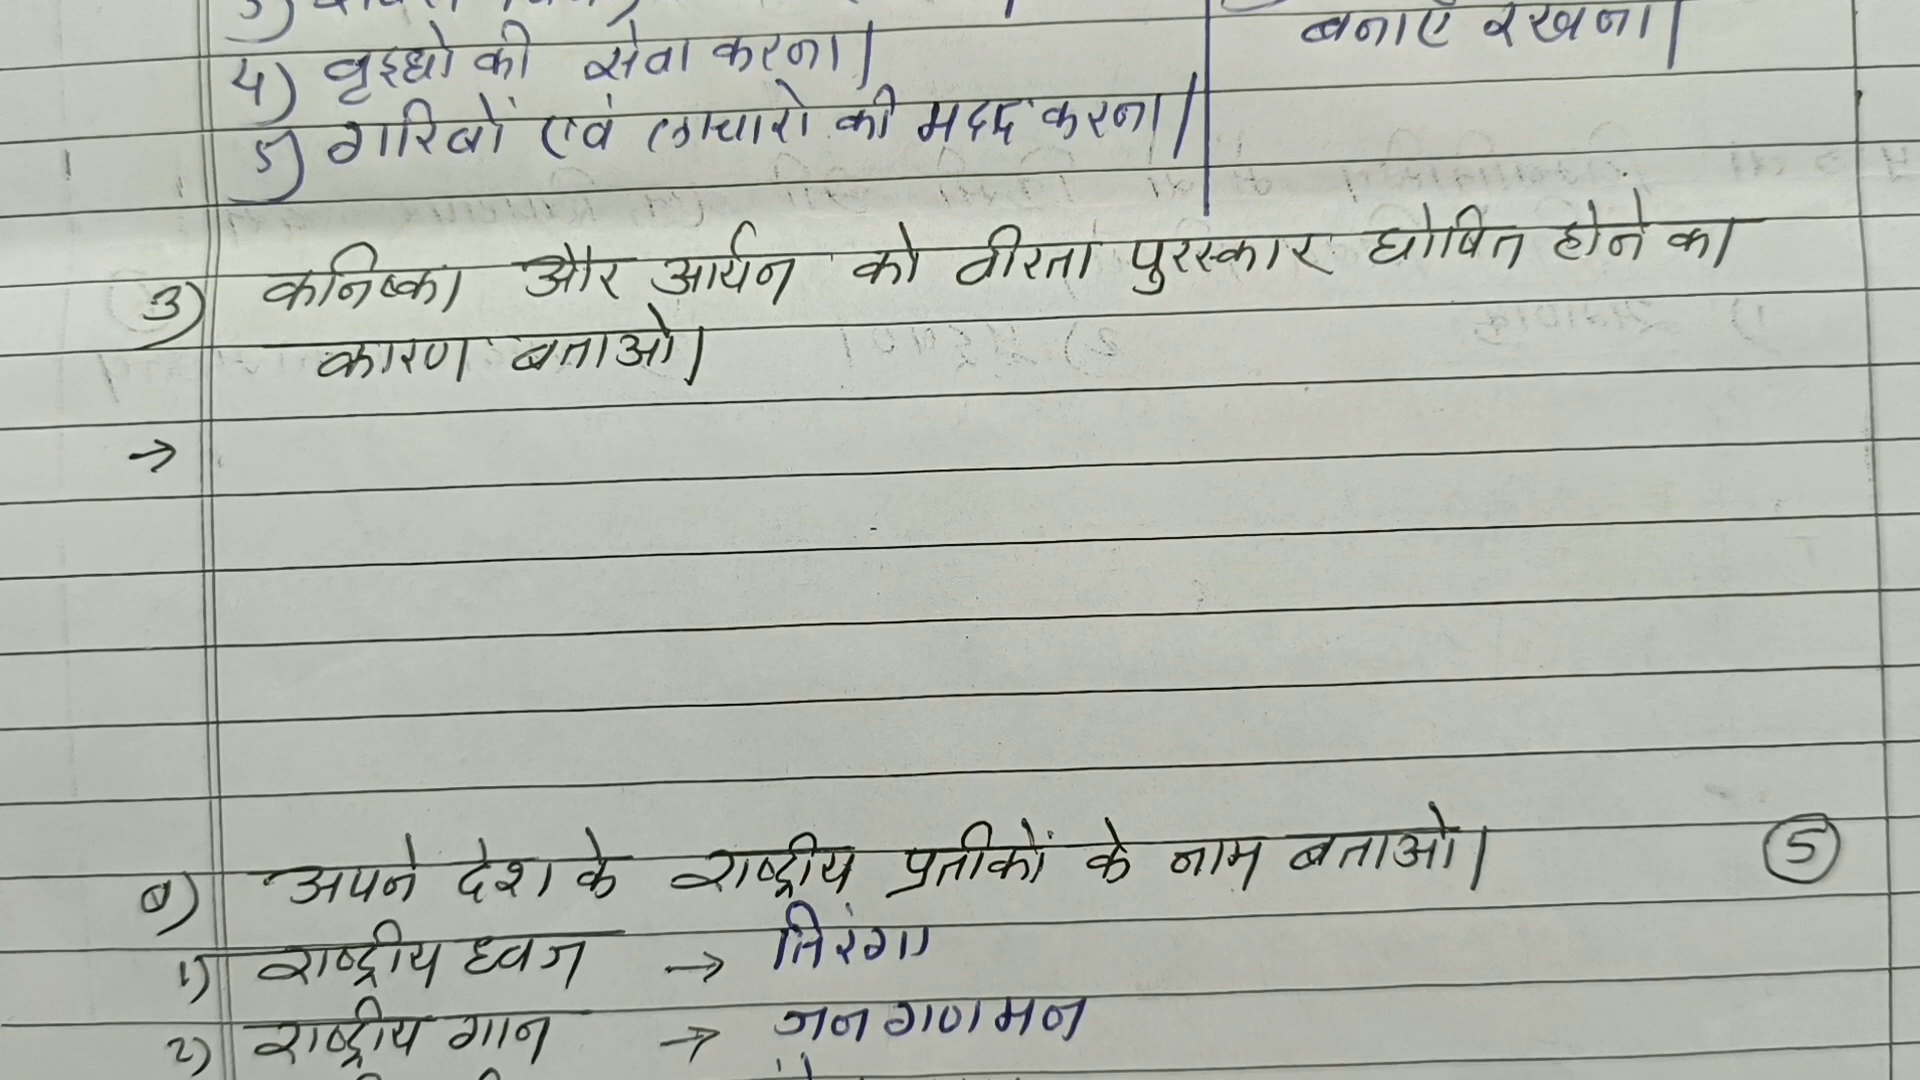 बनाए रखना।
4) वृद्धो की सेवा करना।
5) गरिबों एवं लाचारो की मदद करना।
3) कनिष्का और आर्यन को वीरता पुरस्कार घोषित होने का
कारण बताओ।
→
ब) अपने देश के राष्ट्रीय प्रतीकों के नाम बताओ। 5
1) राष्ट्रीय ध्वज → तिरंगा
2) राष्ट्रीय गान → जन गण मन